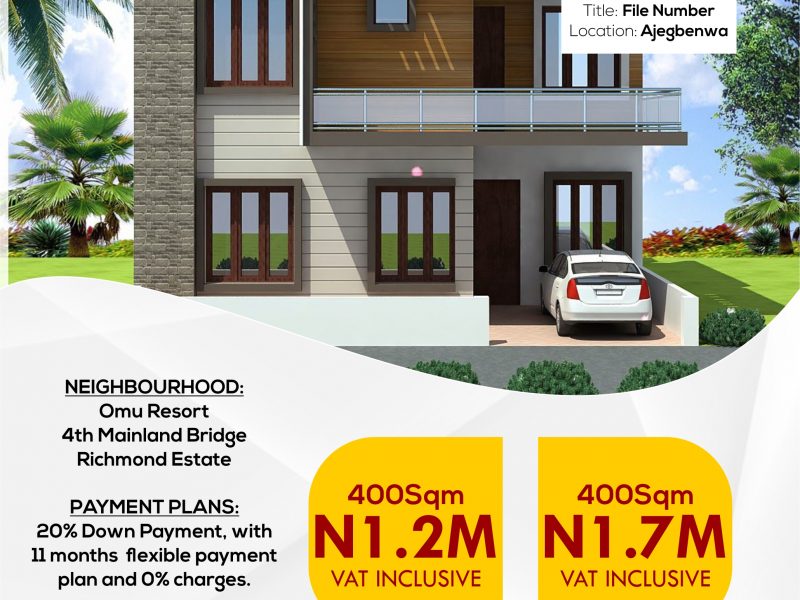 Title: File Number
Location: Ajegbenwa
NEIGHBOURHOOD:
Omu Resort
4th Mainland Bridge
Richmond Estate
PAYMENT PLANS:
20% Down Payment, with
11 months flexible payment
plan and 0% charges.
400Sqm
N1.2M
VAT INCLUSIVE
400Sqm
N1.7M
VAT INCLUSIVE